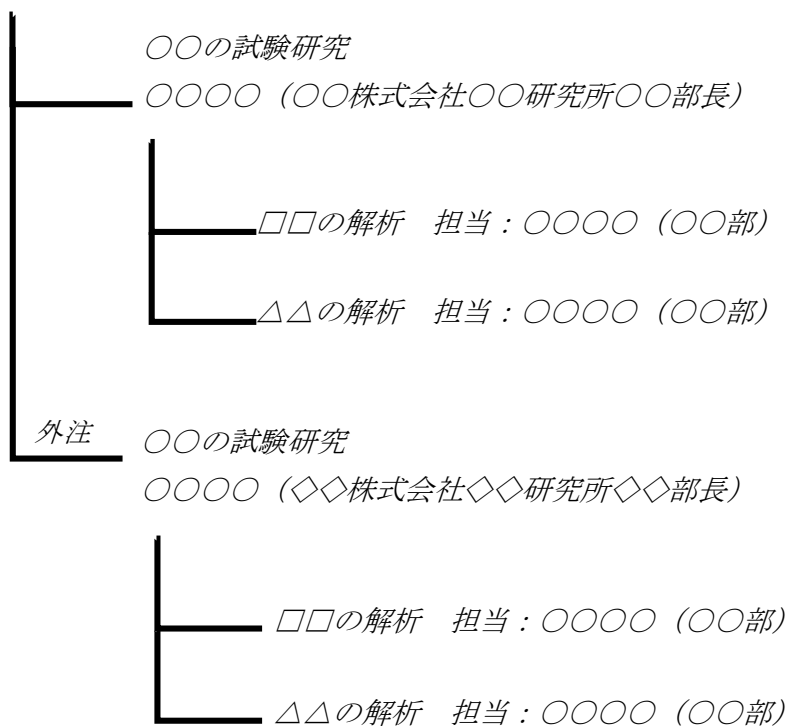 ○○の試験研究
○○○○（○○株式会社○○研究所○○部長）
□□の解析　担当：○○○○（○○部）
△△の解析　担当：○○○○（○○部）
外注
○○の試験研究
○○○○（◇◇株式会社◇◇研究所◇◇部長）
□□の解析　担当：○○○○（○○部）
△△の解析　担当：○○○○（○○部）